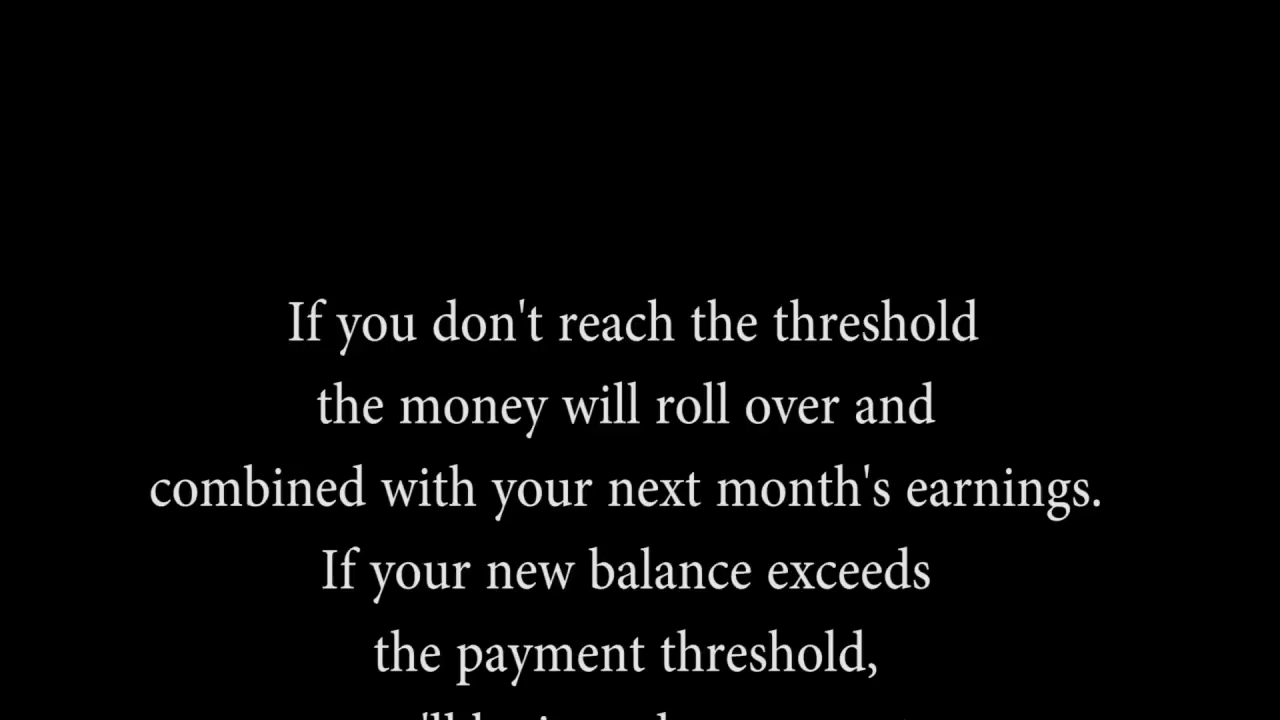 If you don't reach the threshold
the money will roll over and
combined with your next month's earnings.
If your new balance exceeds
the payment threshold,